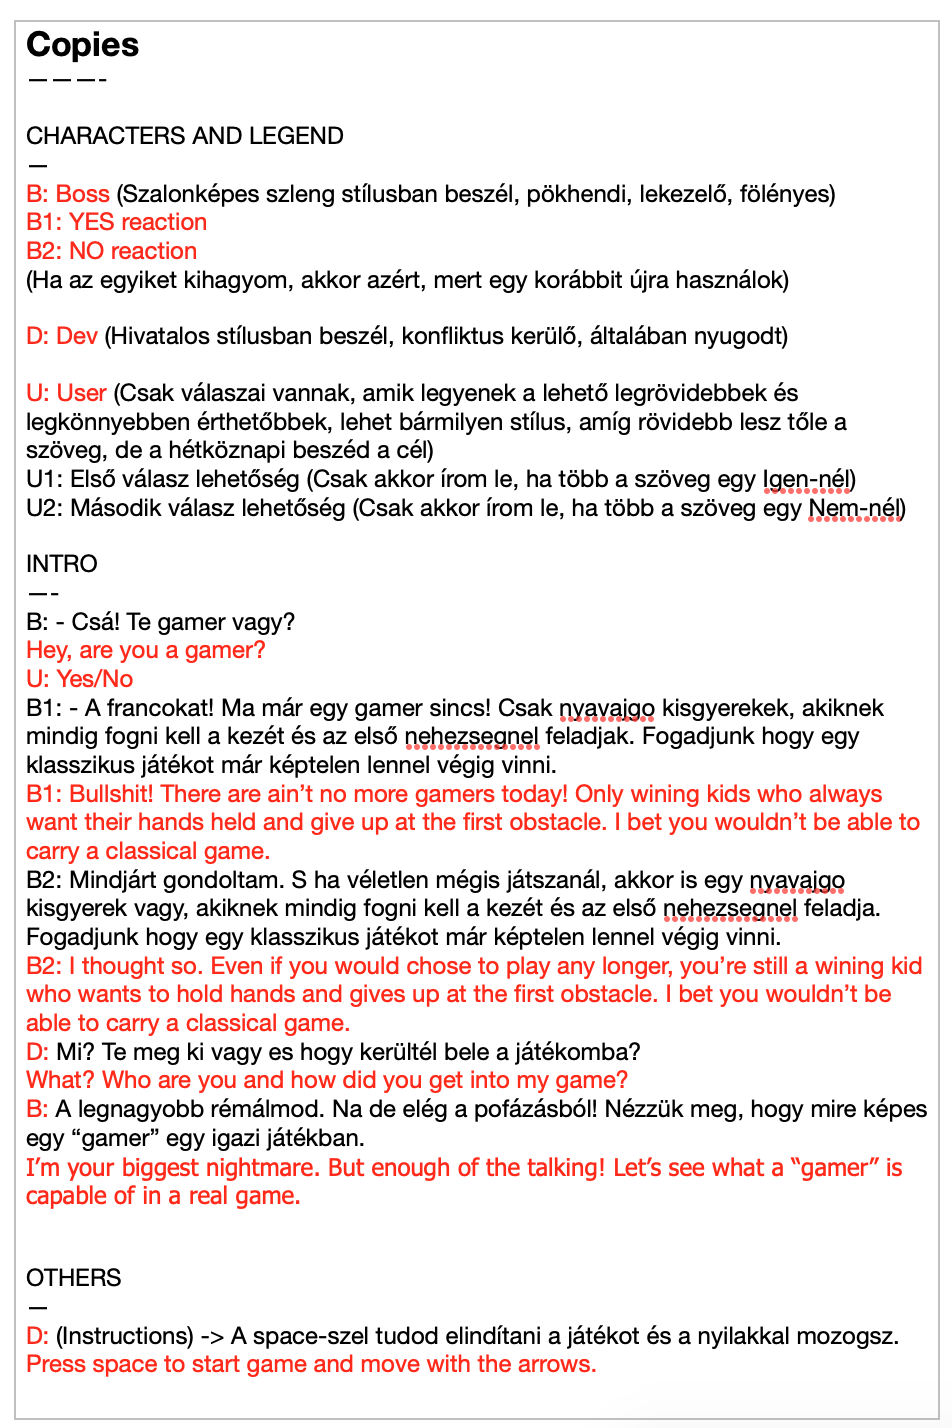 Copies
— — —-
CHARACTERS AND LEGEND
—
B: Boss (Szalonképes szleng stílusban beszél, pökhendi, lekezelő, fölényes)
B1: YES reaction
B2: NO reaction
(Ha az egyiket kihagyom, akkor azért, mert egy korábbit újra használok)
D: Dev (Hivatalos stílusban beszél, konfliktus kerülő, általában nyugodt)
U: User (Csak válaszai vannak, amik legyenek a lehető legrövidebbek és
legkönnyebben érthetőbbek, lehet bármilyen stílus, amíg rövidebb lesz tőle a
szöveg, de a hétköznapi beszéd a cél)
U1: Első válasz lehetőség (Csak akkor írom le, ha több a szöveg egy Igen-nél)
U2: Második válasz lehetőség (Csak akkor írom le, ha több a szöveg egy Nem-nél)
INTRO
—-
B: - Csá! Te gamer vagy?
Hey, are you a gamer?
U: Yes/No
B1: - A francokat! Ma már egy gamer sincs! Csak nyavajgo kisgyerekek, akiknek
mindig fogni kell a kezét és az első nehezsegnel feladjak. Fogadjunk hogy egy
klasszikus játékot már képtelen lennel végig vinni.
B1: Bullshit! There are ain’t no more gamers today! Only wining kids who always
want their hands held and give up at the first obstacle. I bet you wouldn’t be able to
carry a classical game.
B2: Mindjárt gondoltam. S ha véletlen mégis játszanál, akkor is egy nyavajgo
kisgyerek vagy, akiknek mindig fogni kell a kezét és az első nehezsegnel feladja.
Fogadjunk hogy egy klasszikus játékot már képtelen lennel végig vinni.
B2: I thought so. Even if you would chose to play any longer, you’re still a wining kid
who wants to hold hands and gives up at the first obstacle. I bet you wouldn’t be
able to carry a classical game.
D: Mi? Te meg ki vagy es hogy kerültél bele a játékomba?
What? Who are you and how did you get into my game?
B: A legnagyobb rémálmod. Na de elég a pofázásból! Nézzük meg, hogy mire képes
egy “gamer” egy igazi játékban.
I’m your biggest nightmare. But enough of the talking! Let’s see what a “gamer” is
capable of in a real game.
OTHERS
—
D: (Instructions) -> A space-szel tudod elindítani a játékot és a nyilakkal mozogsz.
Press space to start game and move with the arrows.